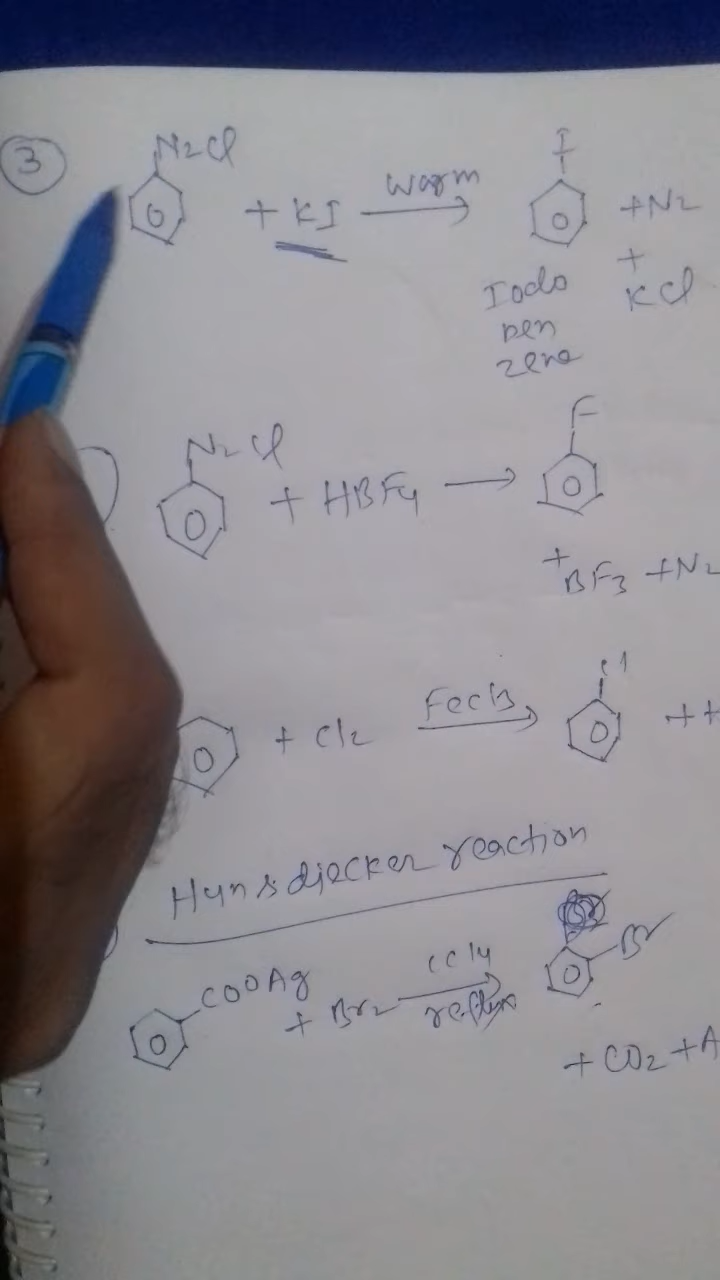 3
N2Cl
+ KI warm I
+ N2
+
Iodo KCl
ben
zene
N2Cl F
+ HBF4
+
BF3 + N2
+ Cl2 FeCl3 Cl
+
Hunsdiecker reaction
COOAg + Br2 CCl4 Br
reflux
+ CO2 + A